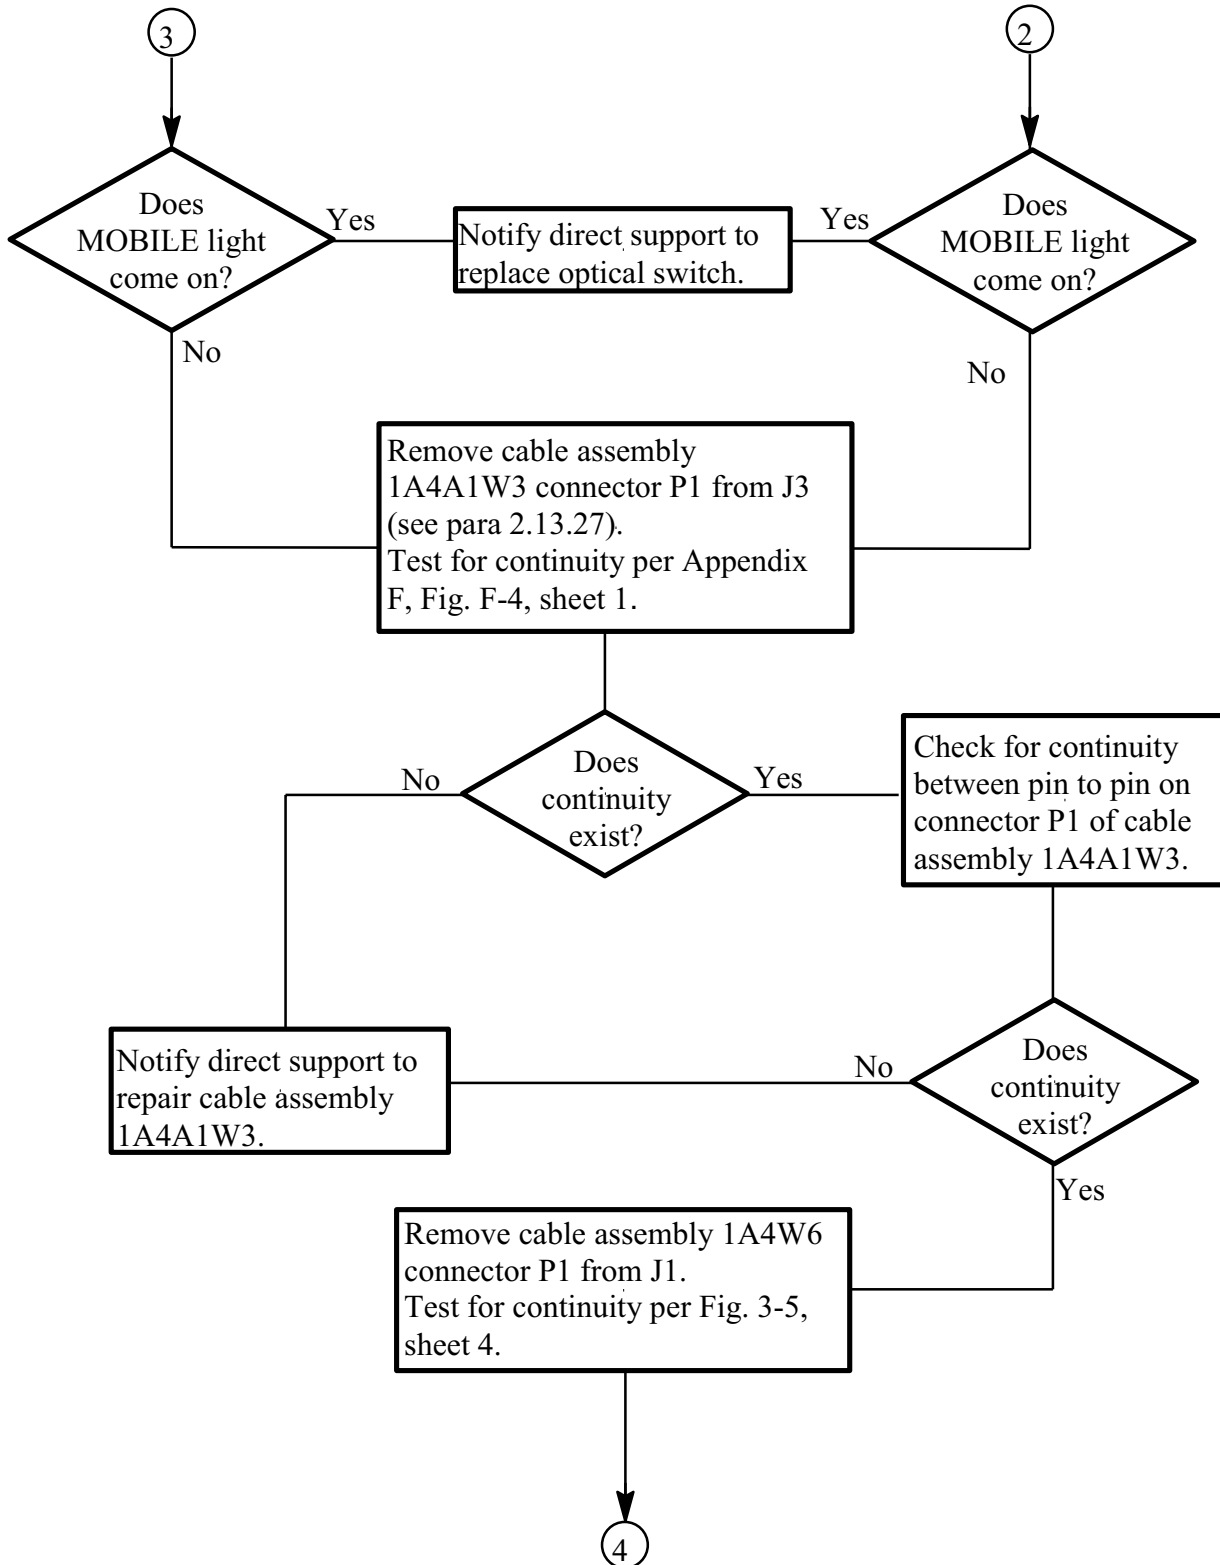 3
2
Does
MOBILE light
come on?
Yes
Notify direct support to
replace optical switch.
Yes
Does
MOBILE light
come on?
No
No
Remove cable assembly
1A4A1W3 connector P1 from J3
(see para 2.13.27).
Test for continuity per Appendix
F, Fig. F-4, sheet 1.
No
Does
continuity
exist?
Yes
Check for continuity
between pin to pin on
connector P1 of cable
assembly 1A4A1W3.
Notify direct support to
repair cable assembly
1A4A1W3.
No
Does
continuity
exist?
Yes
Remove cable assembly 1A4W6
connector P1 from J1.
Test for continuity per Fig. 3-5,
sheet 4.
4